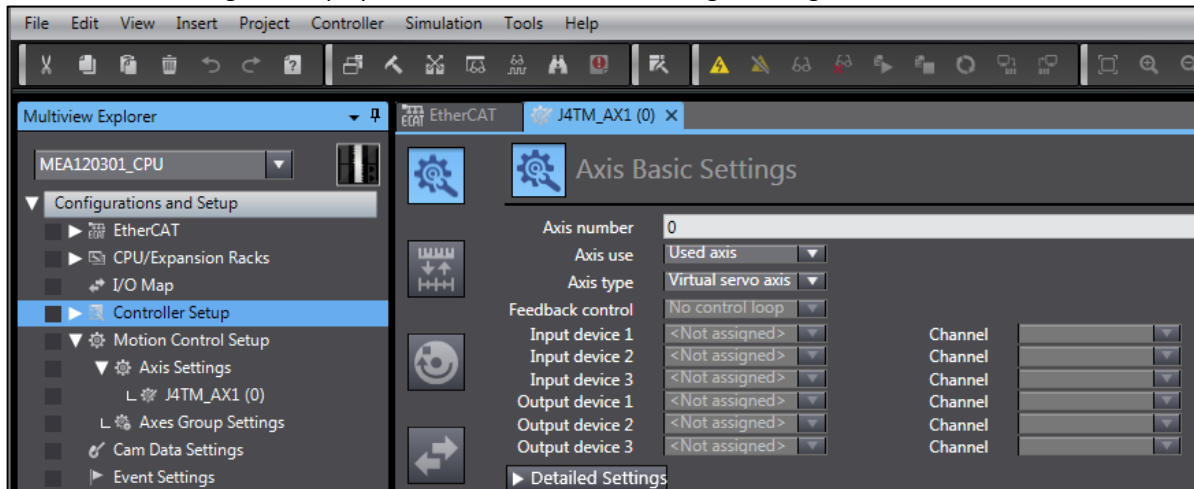 File Edit View Insert Project Controller Simulation Tools Help
Multiview Explorer
MEA120301_CPU
Configurations and Setup
EtherCAT
CPU/Expansion Racks
I/O Map
Controller Setup
Motion Control Setup
Axis Settings
J4TM_AX1 (0)
Axes Group Settings
Cam Data Settings
Event Settings
ECAT EtherCAT J4TM_AX1 (0)
Axis Basic Settings
Axis number 0
Axis use Used axis
Axis type Virtual servo axis
Feedback control No control loop
Input device 1 <Not assigned> Channel
Input device 2 <Not assigned> Channel
Input device 3 <Not assigned> Channel
Output device 1 <Not assigned> Channel
Output device 2 <Not assigned> Channel
Output device 3 <Not assigned> Channel
Detailed Settings